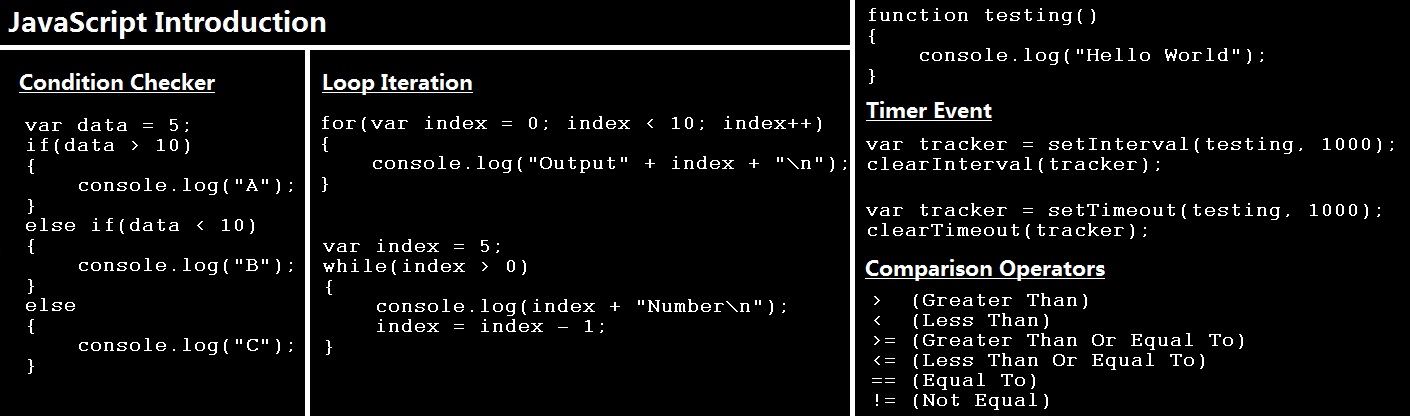 JavaScript Introduction
Condition Checker
var data = 5;
if(data > 10)
{
    console.log("A");
}
else if(data < 10)
{
    console.log("B");
}
else
{
    console.log("C");
}
Loop Iteration
for(var index = 0; index < 10; index++)
{
    console.log("Output" + index + "\n");
}
var index = 5;
while(index > 0)
{
    console.log(index + "Number\n");
    index = index - 1;
}
function testing()
{
    console.log("Hello World");
}
Timer Event
var tracker = setInterval(testing, 1000);
clearInterval(tracker);
var tracker = setTimeout(testing, 1000);
clearTimeout(tracker);
Comparison Operators
>  (Greater Than)
<  (Less Than)
>= (Greater Than Or Equal To)
<= (Less Than Or Equal To)
== (Equal To)
!= (Not Equal)